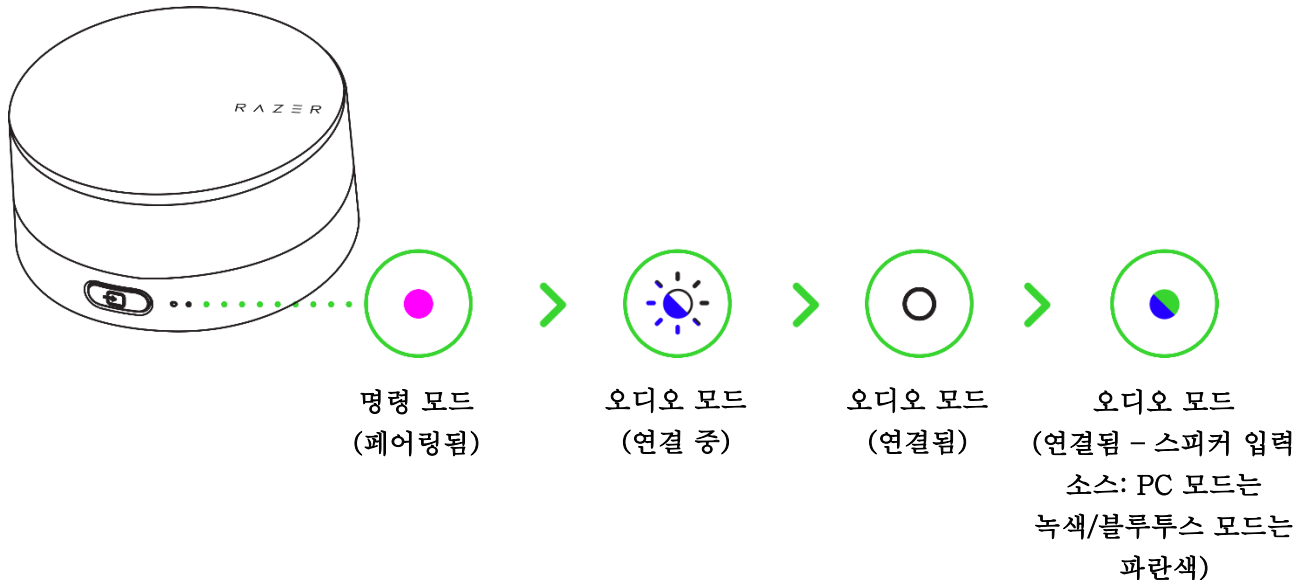 RAZER
명령 모드
(페어링됨)
오디오 모드
(연결 중)
오디오 모드
(연결됨)
오디오 모드
(연결됨 – 스피커 입력
소스: PC 모드는
녹색/블루투스 모드는
파란색)